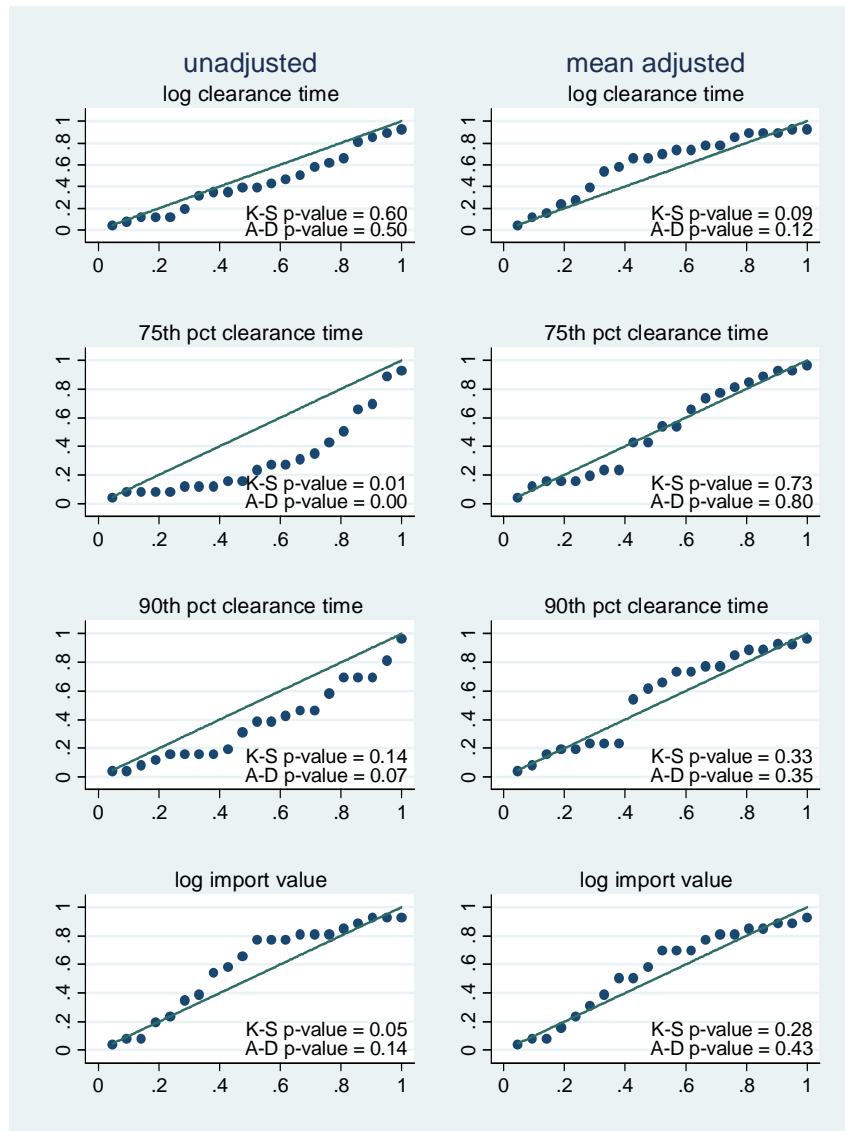 unadjusted
log clearance time
0 .2 .4 .6 .8 1
K-S p-value = 0.60
A-D p-value = 0.50
0 .2 .4 .6 .8 1
mean adjusted
log clearance time
0 .2 .4 .6 .8 1
K-S p-value = 0.09
A-D p-value = 0.12
0 .2 .4 .6 .8 1
75th pct clearance time
0 .2 .4 .6 .8 1
K-S p-value = 0.01
A-D p-value = 0.00
0 .2 .4 .6 .8 1
75th pct clearance time
0 .2 .4 .6 .8 1
K-S p-value = 0.73
A-D p-value = 0.80
0 .2 .4 .6 .8 1
90th pct clearance time
0 .2 .4 .6 .8 1
K-S p-value = 0.14
A-D p-value = 0.07
0 .2 .4 .6 .8 1
90th pct clearance time
0 .2 .4 .6 .8 1
K-S p-value = 0.33
A-D p-value = 0.35
0 .2 .4 .6 .8 1
log import value
0 .2 .4 .6 .8 1
K-S p-value = 0.05
A-D p-value = 0.14
0 .2 .4 .6 .8 1
log import value
0 .2 .4 .6 .8 1
K-S p-value = 0.28
A-D p-value = 0.43
0 .2 .4 .6 .8 1